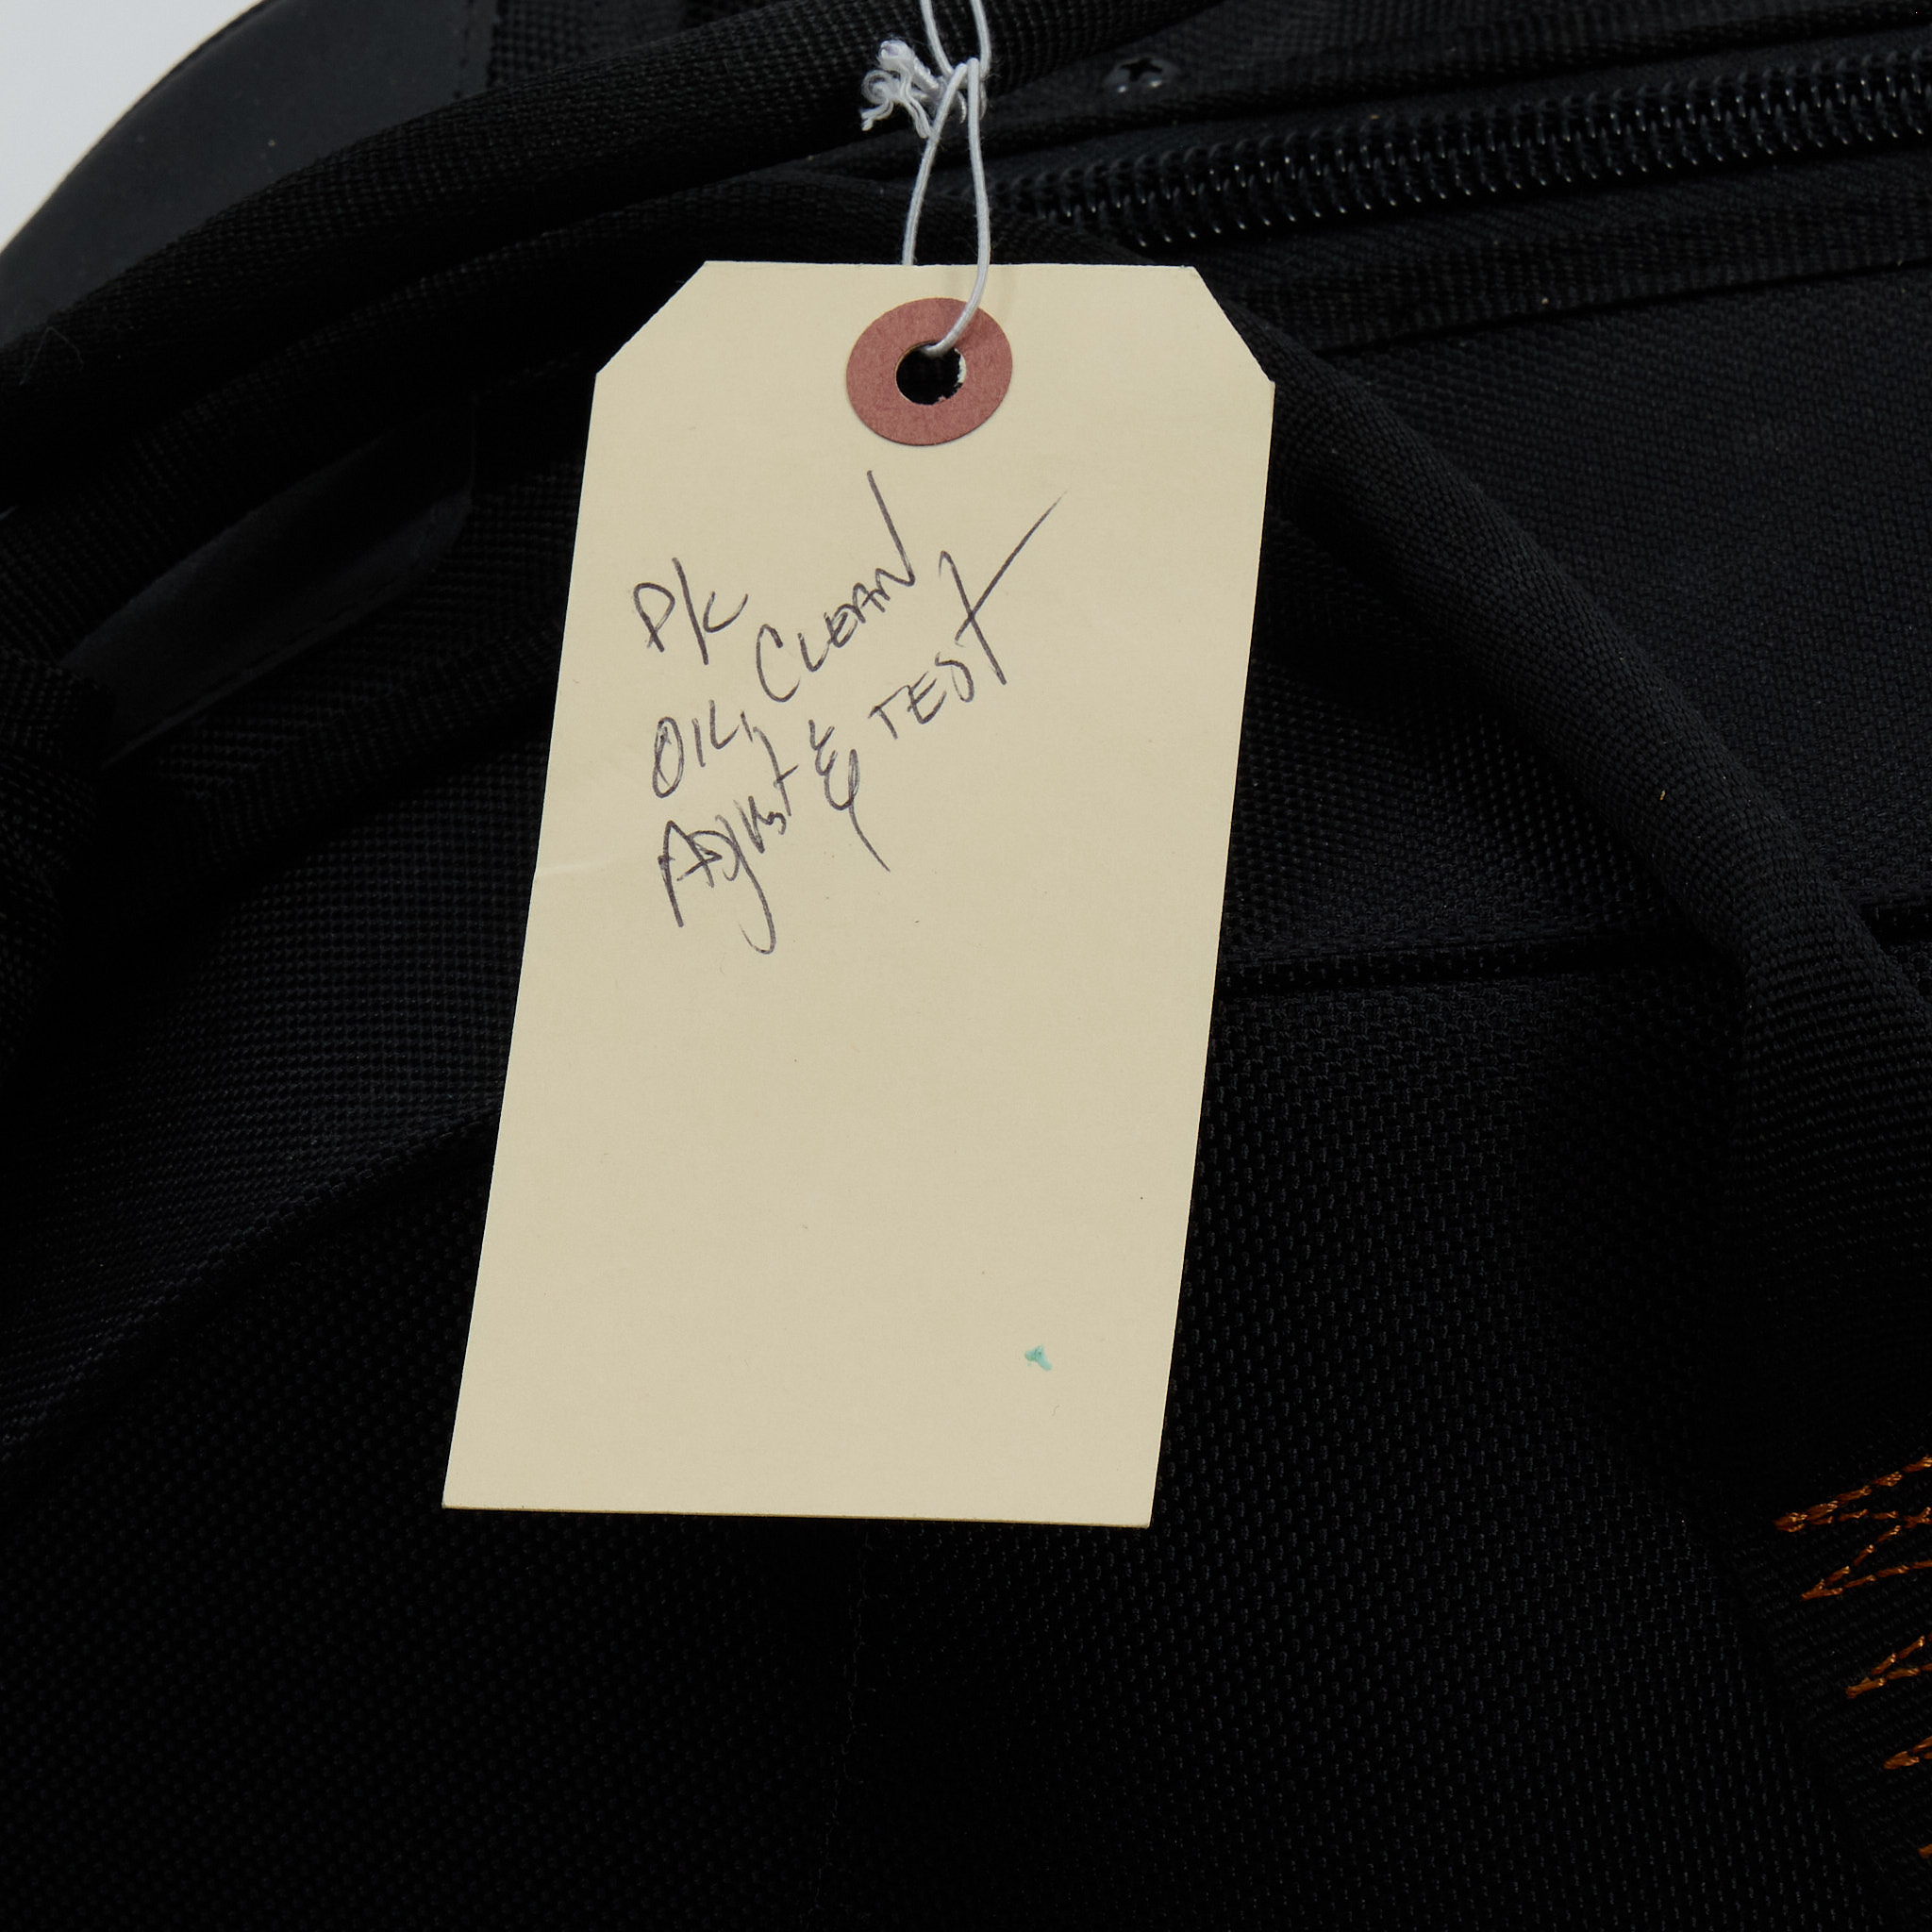 P/C
OIL, CLEAN
Adjust & TEST